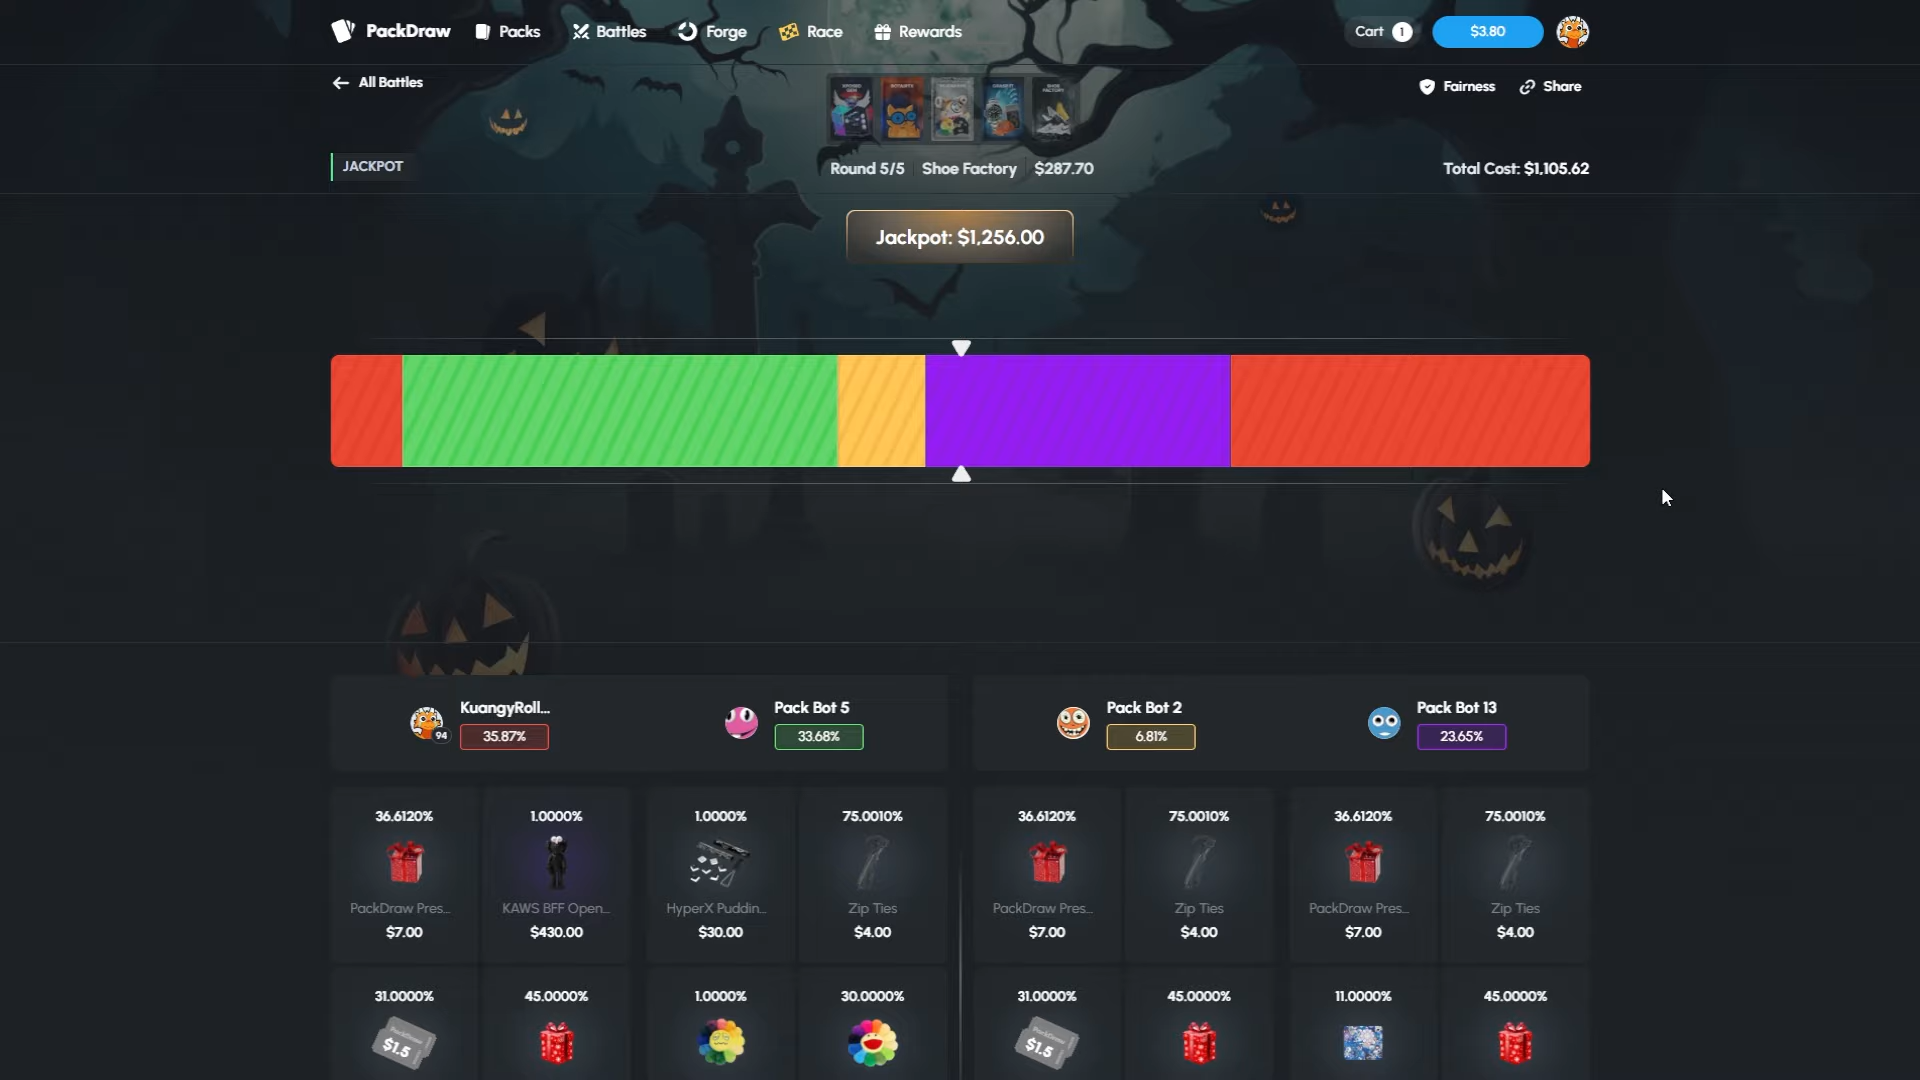 PackDraw
Packs
Battles
Forge
Race
Rewards
Cart 1
$3.80
All Battles
Fairness
Share
JACKPOT
Round 5/5
Shoe Factory
$287.70
Total Cost: $1,105.62
Jackpot: $1,256.00
KuangyRoll...
94
35.87%
Pack Bot 5
33.68%
Pack Bot 2
6.81%
Pack Bot 13
23.65%
36.6120%
1.0000%
1.0000%
75.0010%
36.6120%
75.0010%
36.6120%
75.0010%
PackDraw Pres...
KAWS BFF Open...
HyperX Puddin...
Zip Ties
PackDraw Pres...
Zip Ties
PackDraw Pres...
Zip Ties
$7.00
$430.00
$30.00
$4.00
$7.00
$4.00
$7.00
$4.00
31.0000%
45.0000%
1.0000%
30.0000%
31.0000%
45.0000%
11.0000%
45.0000%
PackDraw
$1.5
PackDraw
$1.5